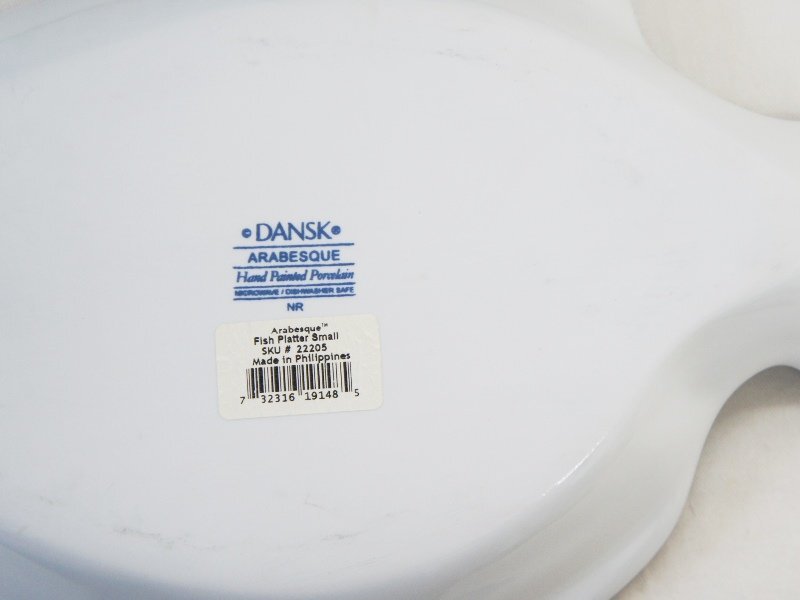 © DANSK ®
ARABESQUE
Hand Painted Porcelain
MICROWAVE / DISHWASHER SAFE
NR
Arabesque™
Fish Platter Small
SKU # 22205
Made in Philippines
7 32316 19148 5